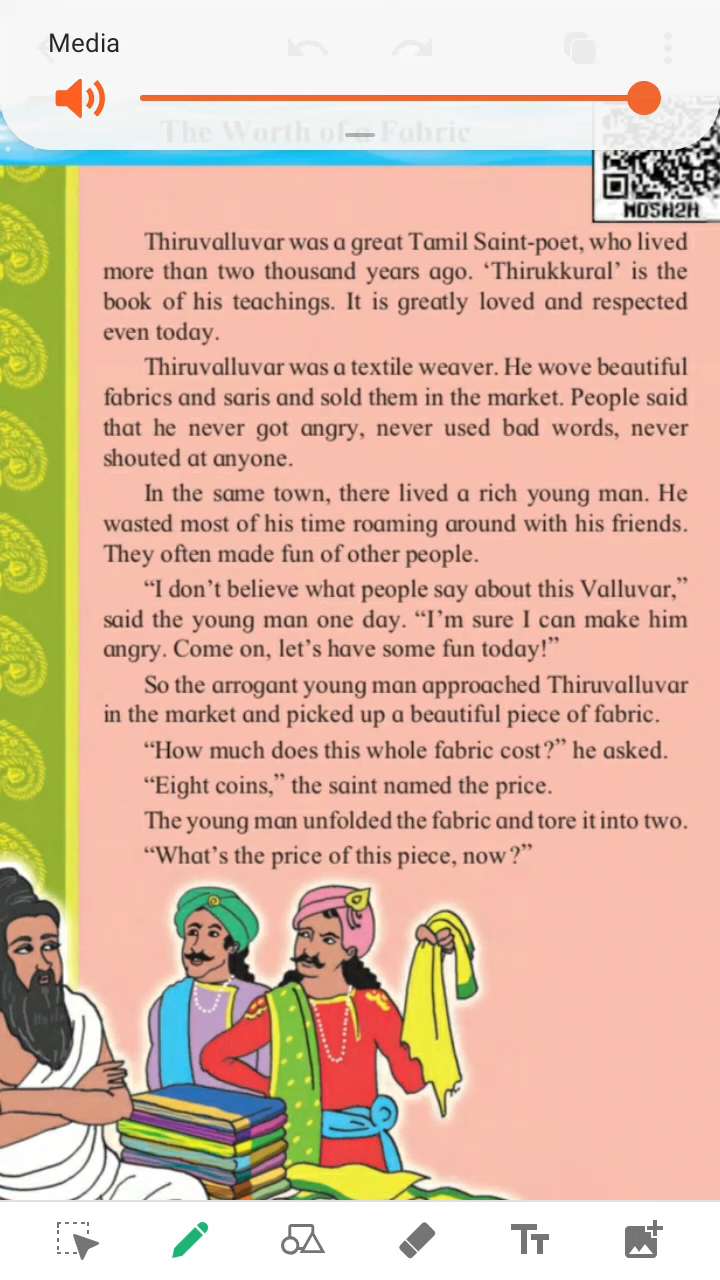 Media
The Worth of a Fabric
M0SH2H
Thiruvalluvar was a great Tamil Saint-poet, who lived
more than two thousand years ago. ‘Thirukkural’ is the
book of his teachings. It is greatly loved and respected
even today.
Thiruvalluvar was a textile weaver. He wove beautiful
fabrics and saris and sold them in the market. People said
that he never got angry, never used bad words, never
shouted at anyone.
In the same town, there lived a rich young man. He
wasted most of his time roaming around with his friends.
They often made fun of other people.
“I don’t believe what people say about this Valluvar,”
said the young man one day. “I’m sure I can make him
angry. Come on, let’s have some fun today!”
So the arrogant young man approached Thiruvalluvar
in the market and picked up a beautiful piece of fabric.
“How much does this whole fabric cost?” he asked.
“Eight coins,” the saint named the price.
The young man unfolded the fabric and tore it into two.
“What’s the price of this piece, now?”
TT